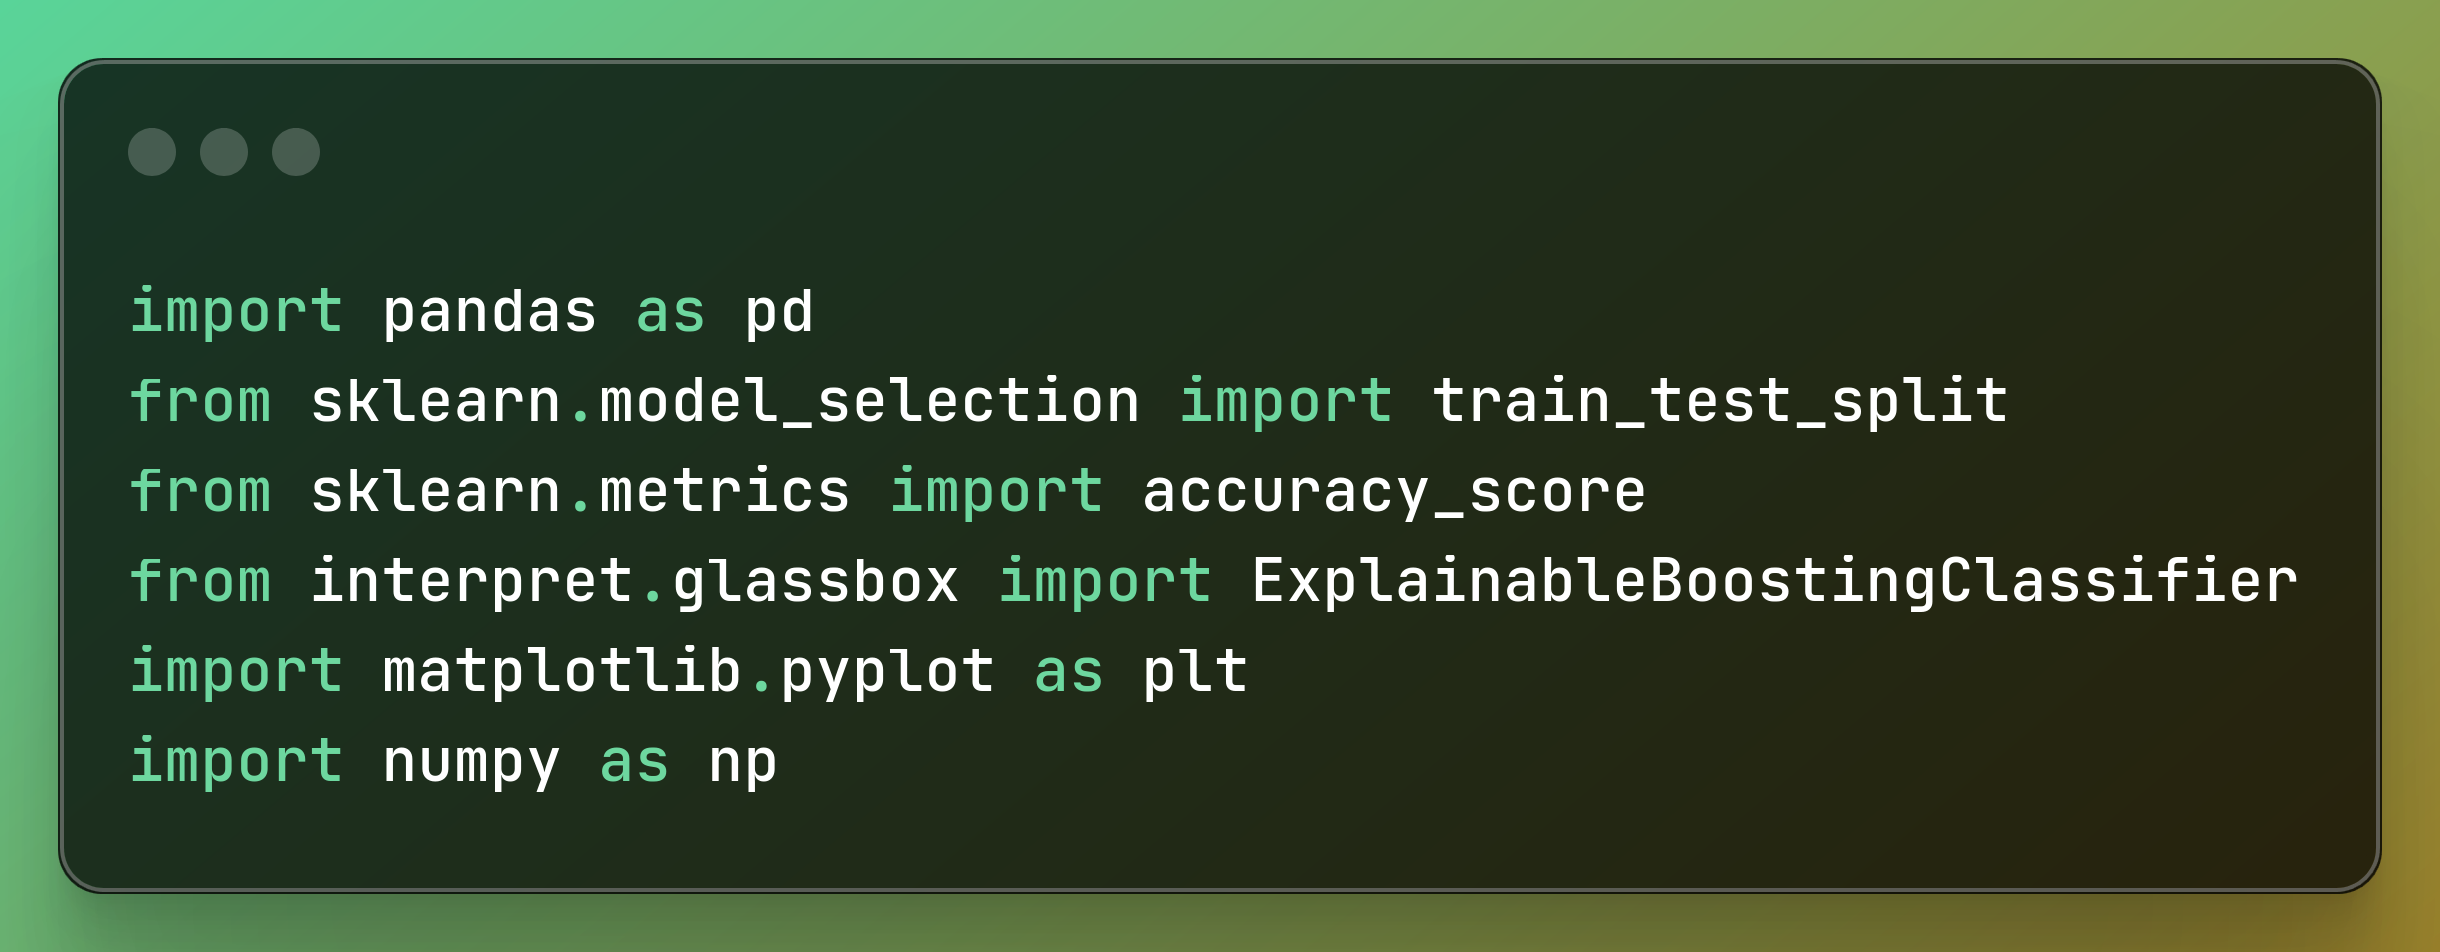 import pandas as pd
from sklearn.model_selection import train_test_split
from sklearn.metrics import accuracy_score
from interpret.glassbox import ExplainableBoostingClassifier
import matplotlib.pyplot as plt
import numpy as np